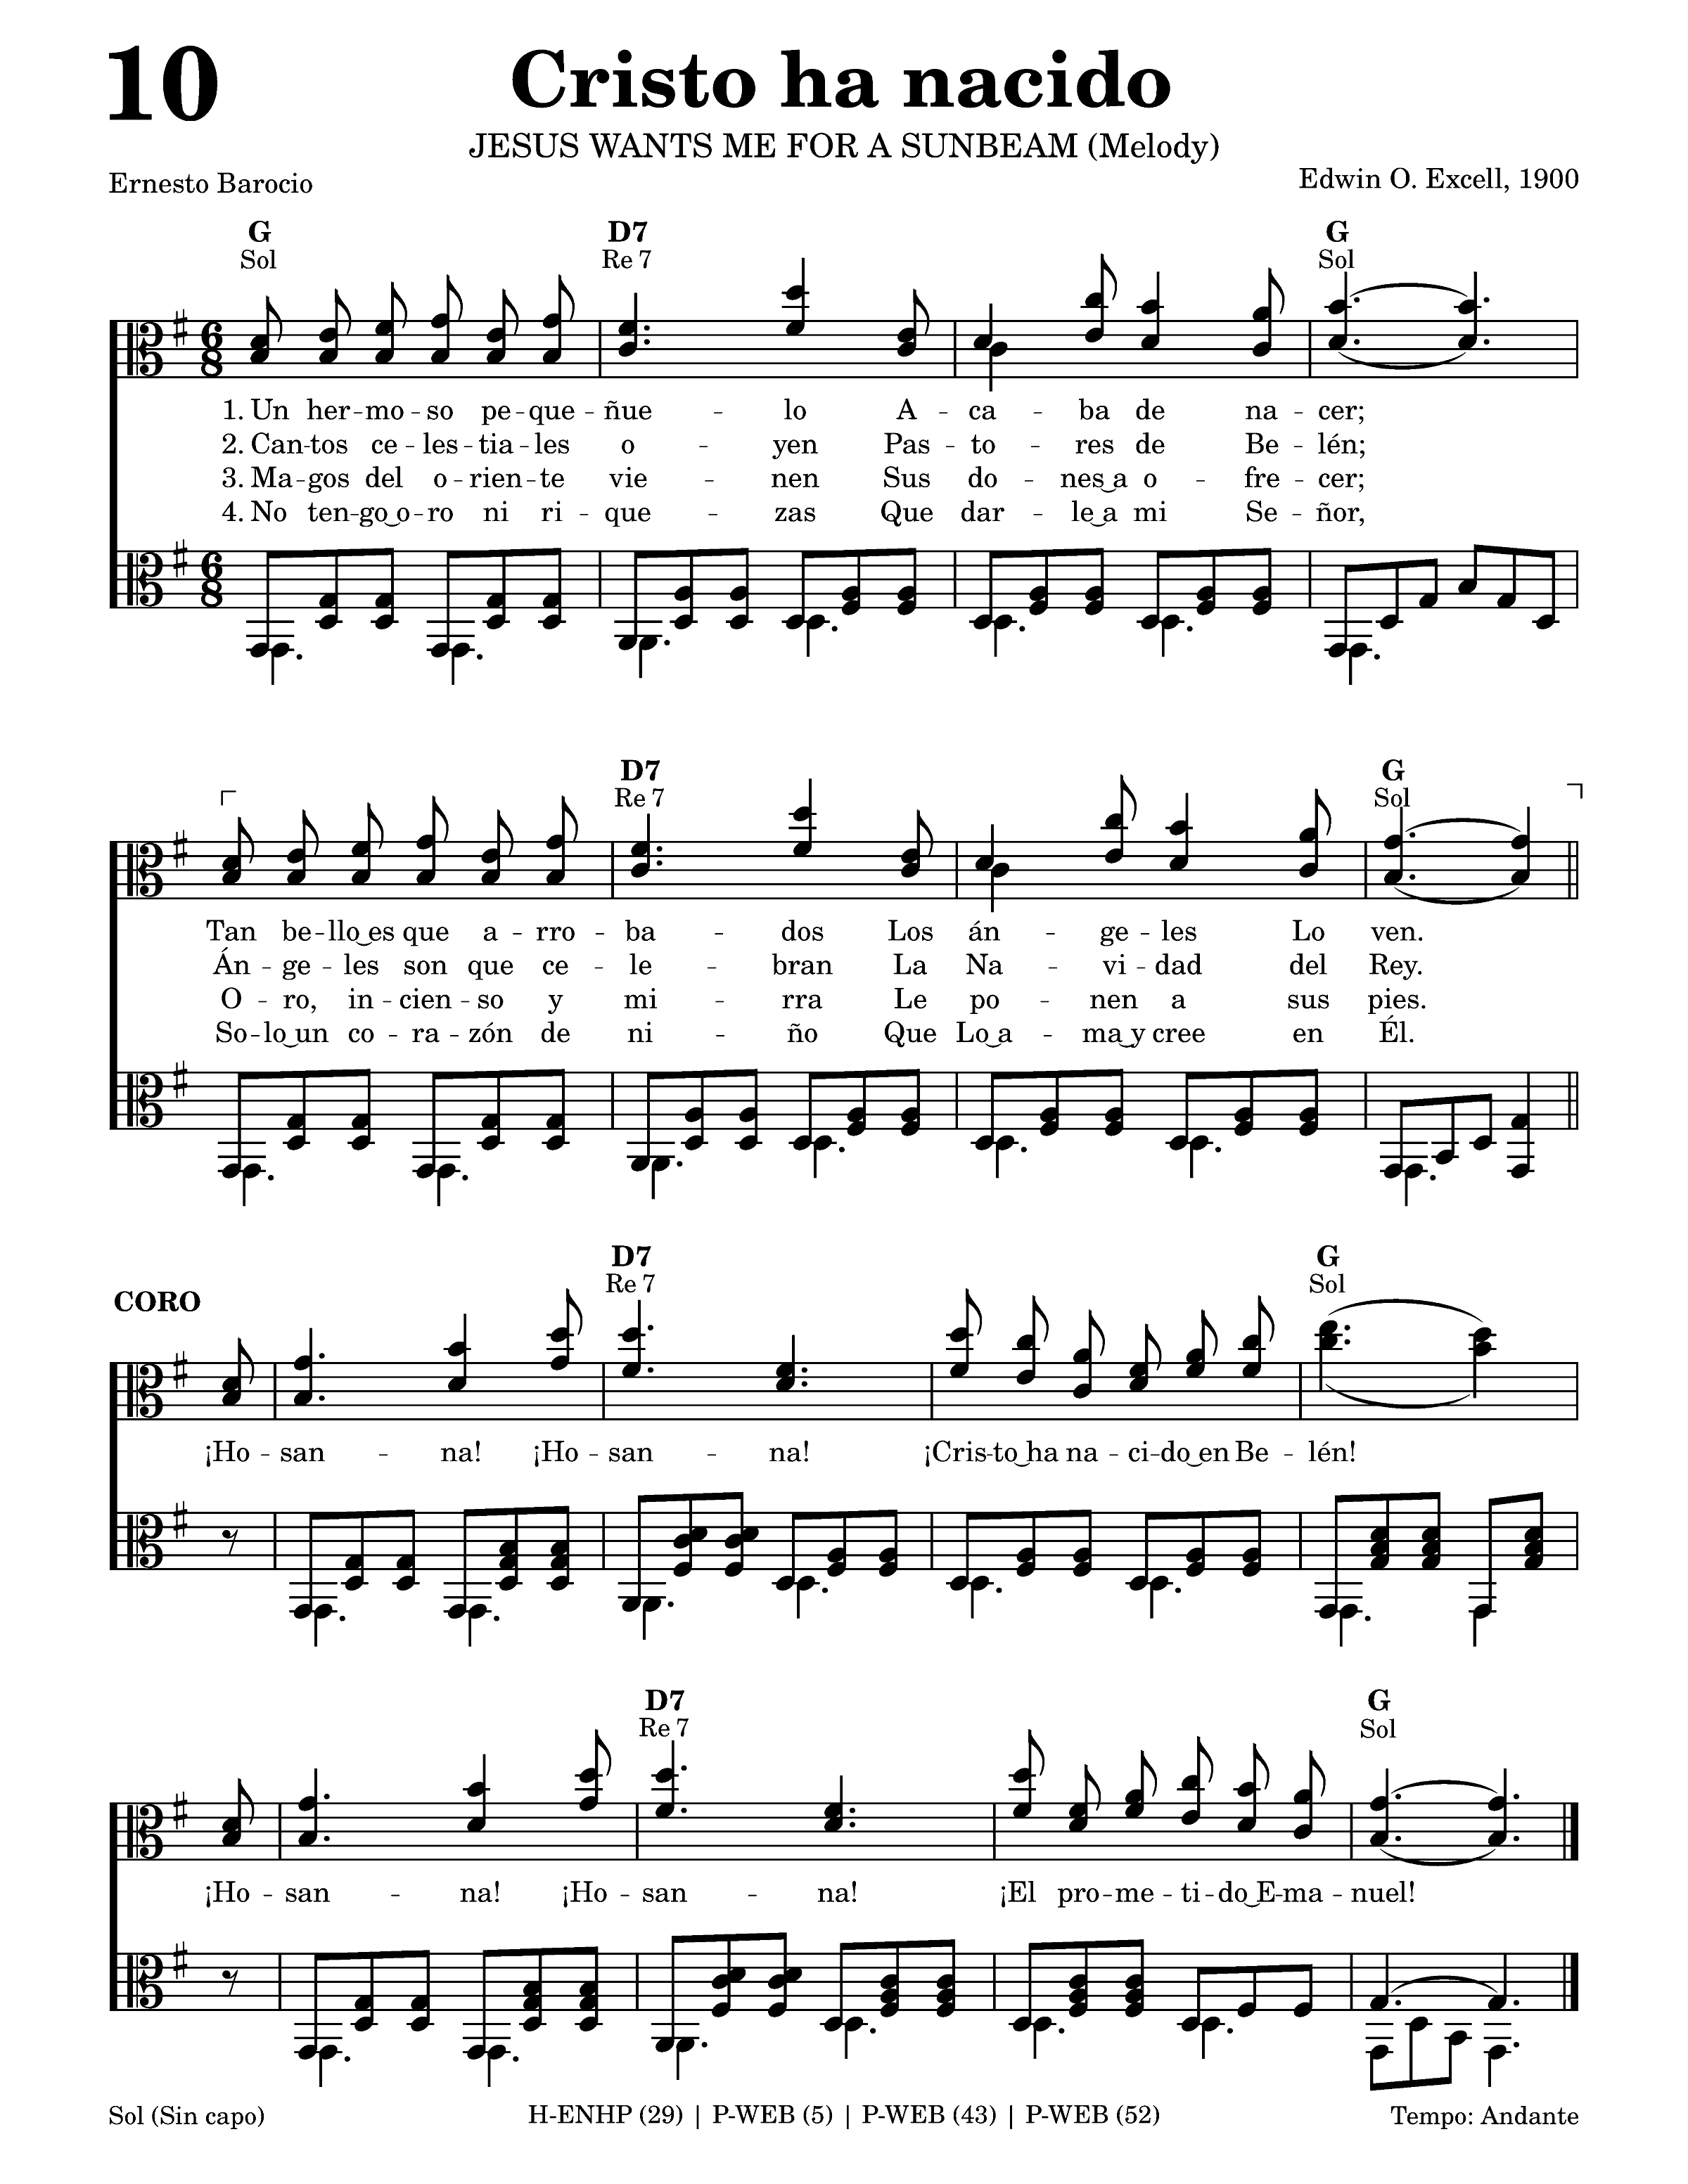 10
Cristo ha nacido
JESUS WANTS ME FOR A SUNBEAM (Melody)
Ernesto Barocio
Edwin O. Excell, 1900
G D7 G
Sol Re 7 Sol
6 8
1. Un her – mo – so pe – que – ñue – lo A – ca – ba de na – cer;
2. Can – tos ce – les – tia – les o – yen Pas – to – res de Be – lén;
3. Ma – gos del o – rien – te vie – nen Sus do – nes‿a o – fre – cer;
4. No ten – go‿o – ro ni ri – que – zas Que dar – le‿a mi Se – ñor,
6 8
D7 G
Re 7 Sol
Tan be – llo‿es que a – rro – ba – dos Los án – ge – les Lo ven.
Án – ge – les son que ce – le – bran La Na – vi – dad del Rey.
O – ro, in – cien – so y mi – rra Le po – nen a sus pies.
So – lo‿un co – ra – zón de ni – ño Que Lo‿a – ma‿y cree en Él.
D7 G
Re 7 Sol
CORO
¡Ho – san – na! ¡Ho – san – na! ¡Cris – to‿ha na – ci – do‿en Be – lén!
D7 G
Re 7 Sol
¡Ho – san – na! ¡Ho – san – na! ¡El pro – me – ti – do‿E – ma – nuel!
Sol (Sin capo)
H-ENHP (29) | P-WEB (5) | P-WEB (43) | P-WEB (52)
Tempo: Andante